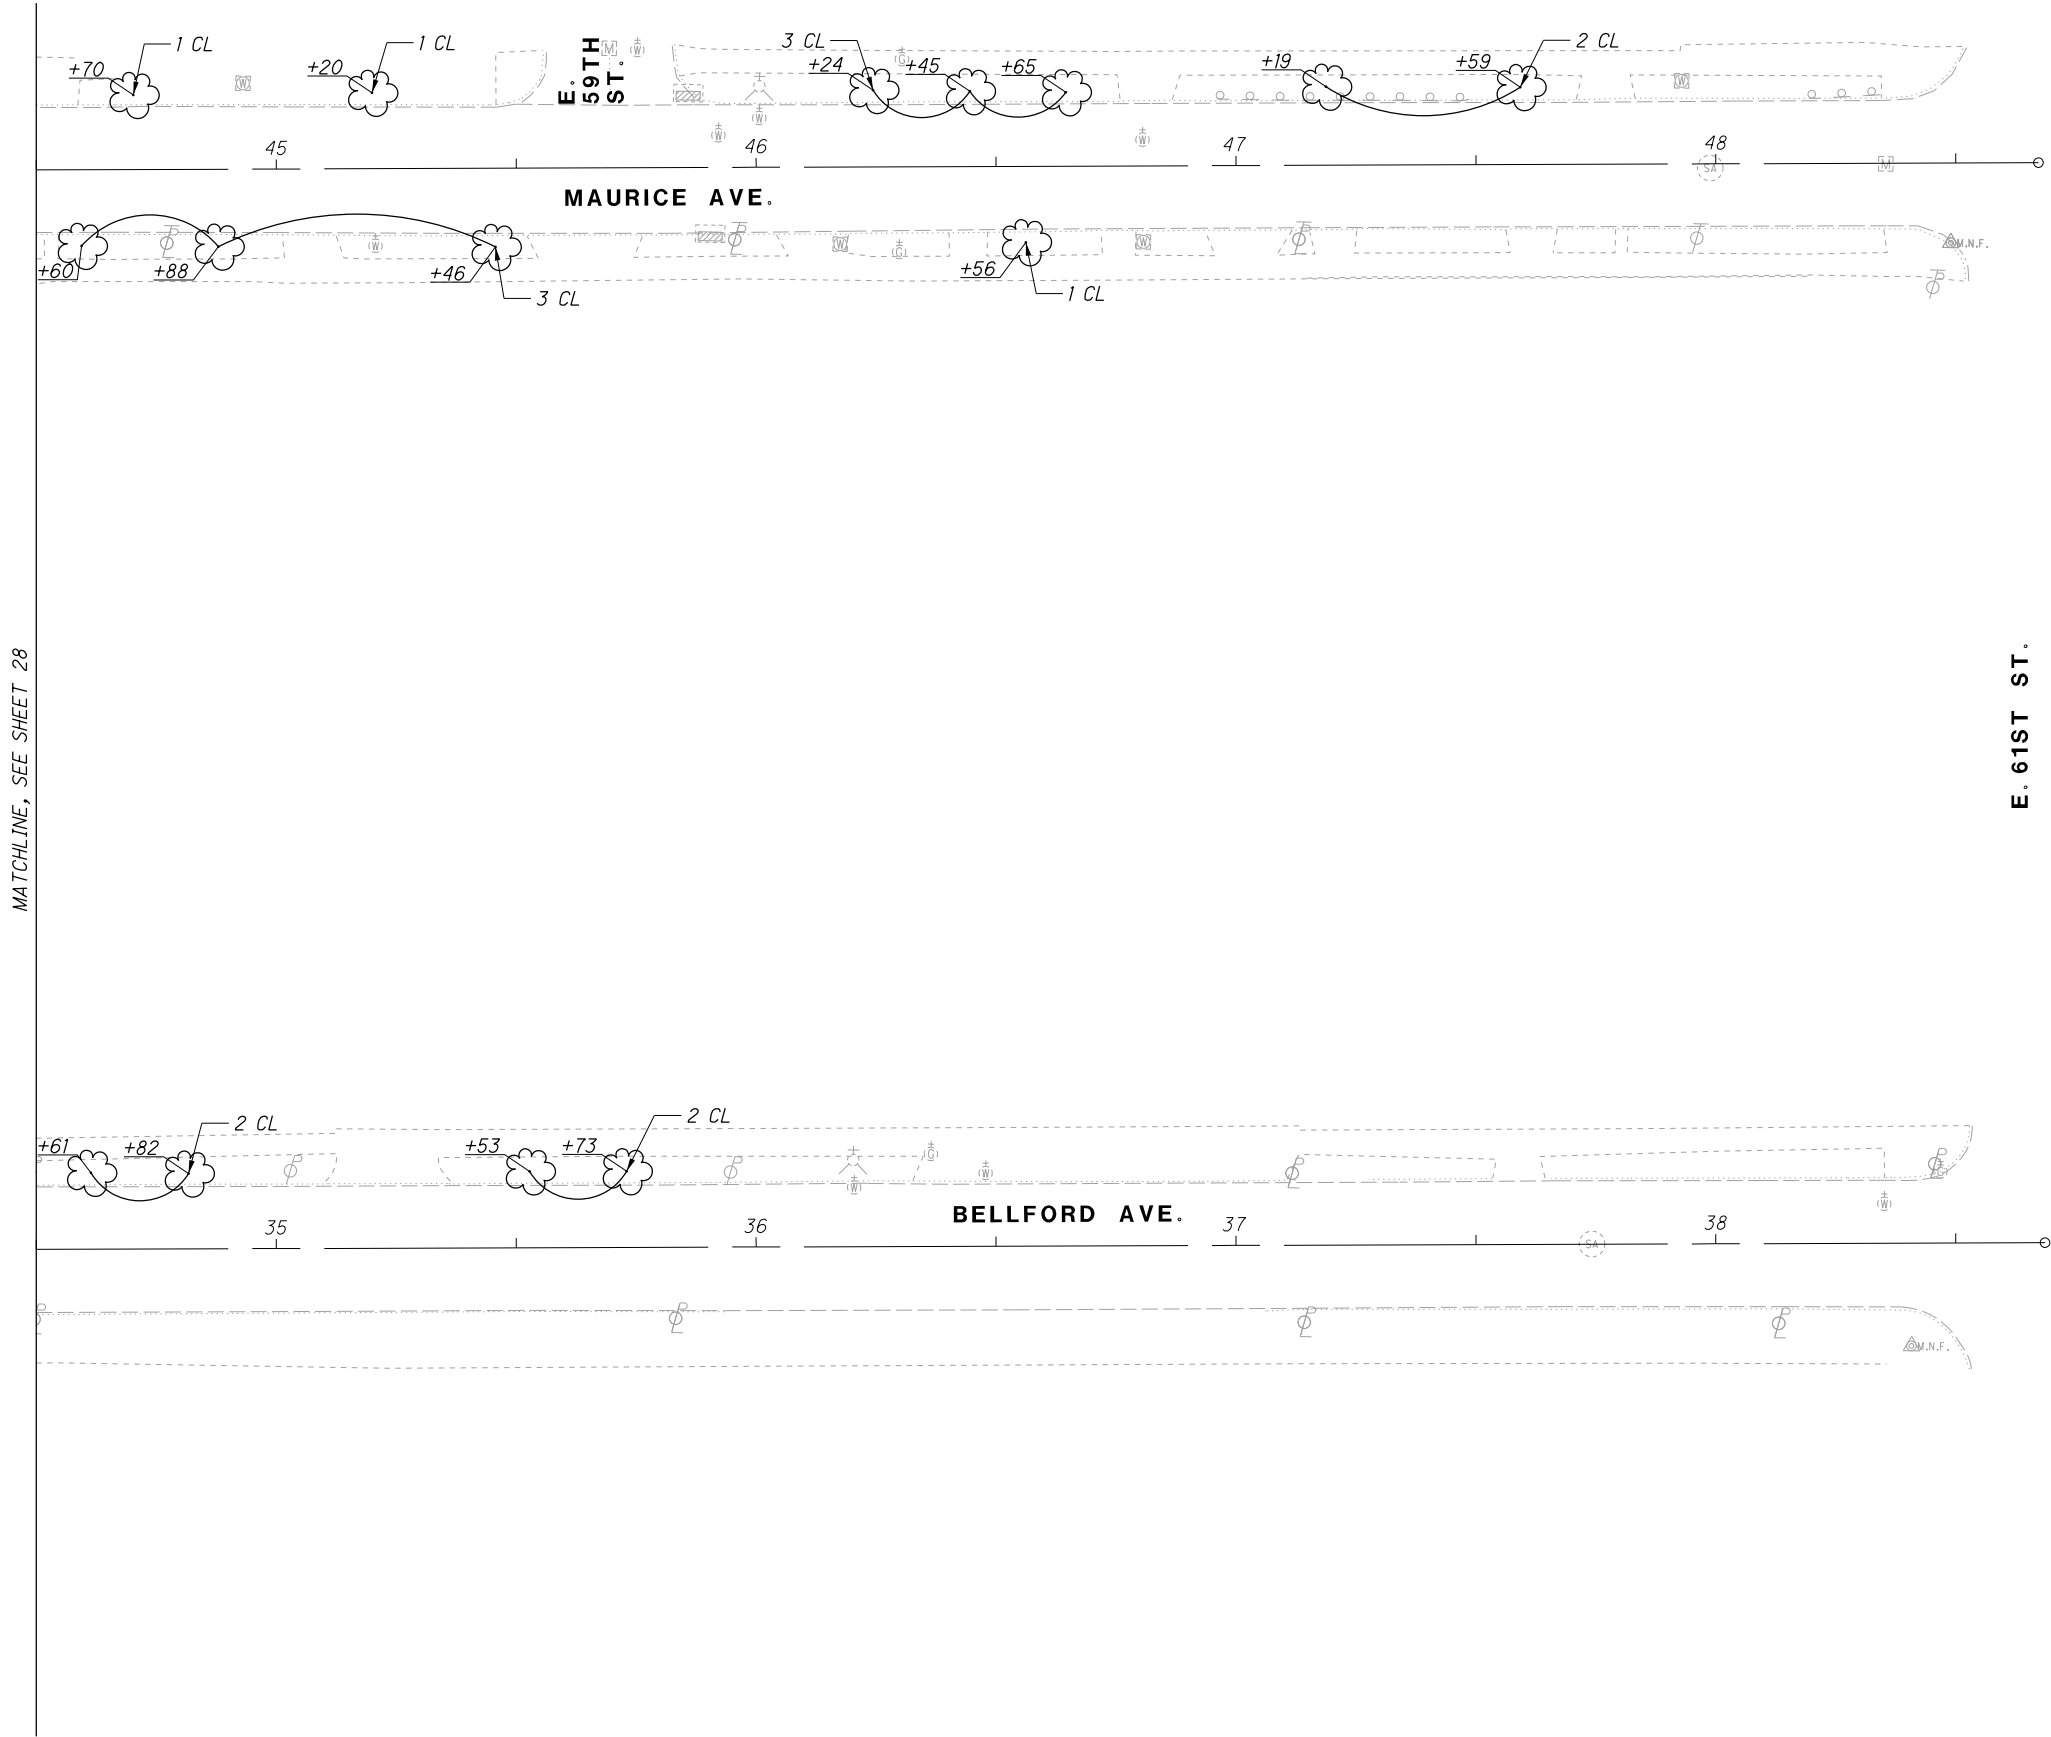 1 CL
1 CL
3 CL
2 CL
+70
+20
E. 59TH ST.
M
W
G
+24
+45
+65
+19
+59
W
W
W
W
W
45
46
47
48
SA
M
MAURICE AVE.
W
W
G
W
M.N.F.
+60
+88
+46
+56
3 CL
1 CL
MATCHLINE, SEE SHEET 28
E. 61ST ST.
2 CL
2 CL
+61
+82
+53
+73
G
W
W
G
W
BELLFORD AVE.
35
36
37
38
SA
M.N.F.